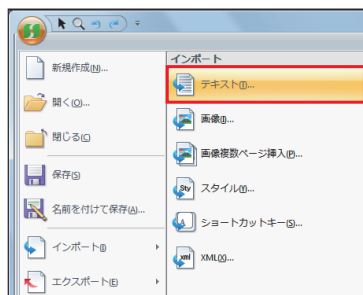 新規作成(N)...
開く(O)...
閉じる(C)
保存(S)
名前を付けて保存(A)...
インポート(I)
エクスポート(E)
インポート
テキスト(T)...
画像(I)...
画像複数ページ挿入(P)...
Sty スタイル(Y)...
ショートカットキー(S)...
xml XML(X)...